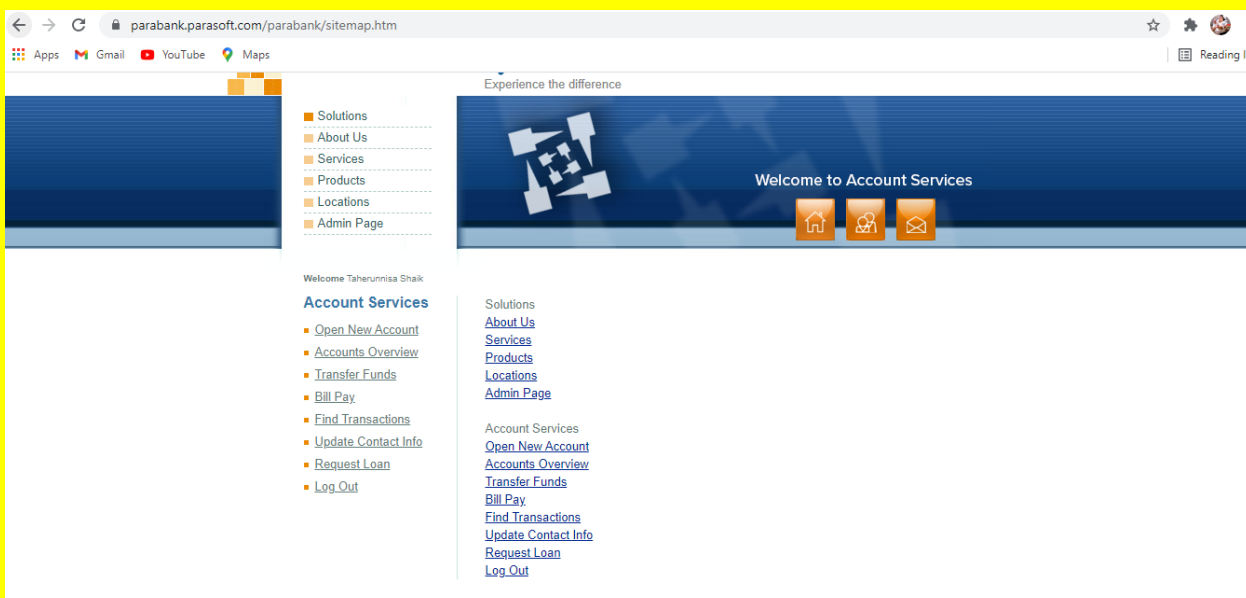 parabank.parasoft.com/parabank/sitemap.htm
Apps Gmail YouTube Maps Reading
Experience the difference
Solutions
About Us
Services
Products
Locations
Admin Page
Welcome to Account Services
Welcome Taherunnisa Shaik
Account Services
Open New Account
Accounts Overview
Transfer Funds
Bill Pay
Find Transactions
Update Contact Info
Request Loan
Log Out
Solutions
About Us
Services
Products
Locations
Admin Page
Account Services
Open New Account
Accounts Overview
Transfer Funds
Bill Pay
Find Transactions
Update Contact Info
Request Loan
Log Out